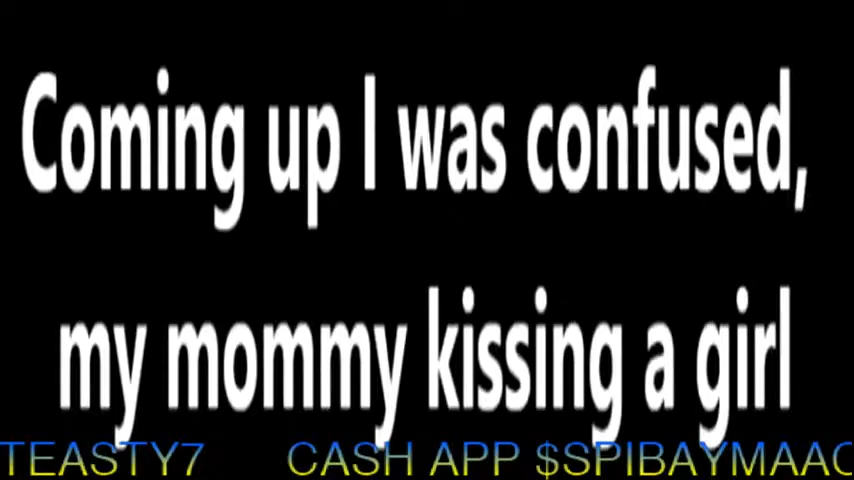 Coming up I was confused,
my mommy kissing a girl
TEASTY7 CASH APP $SPIBAYMAAC